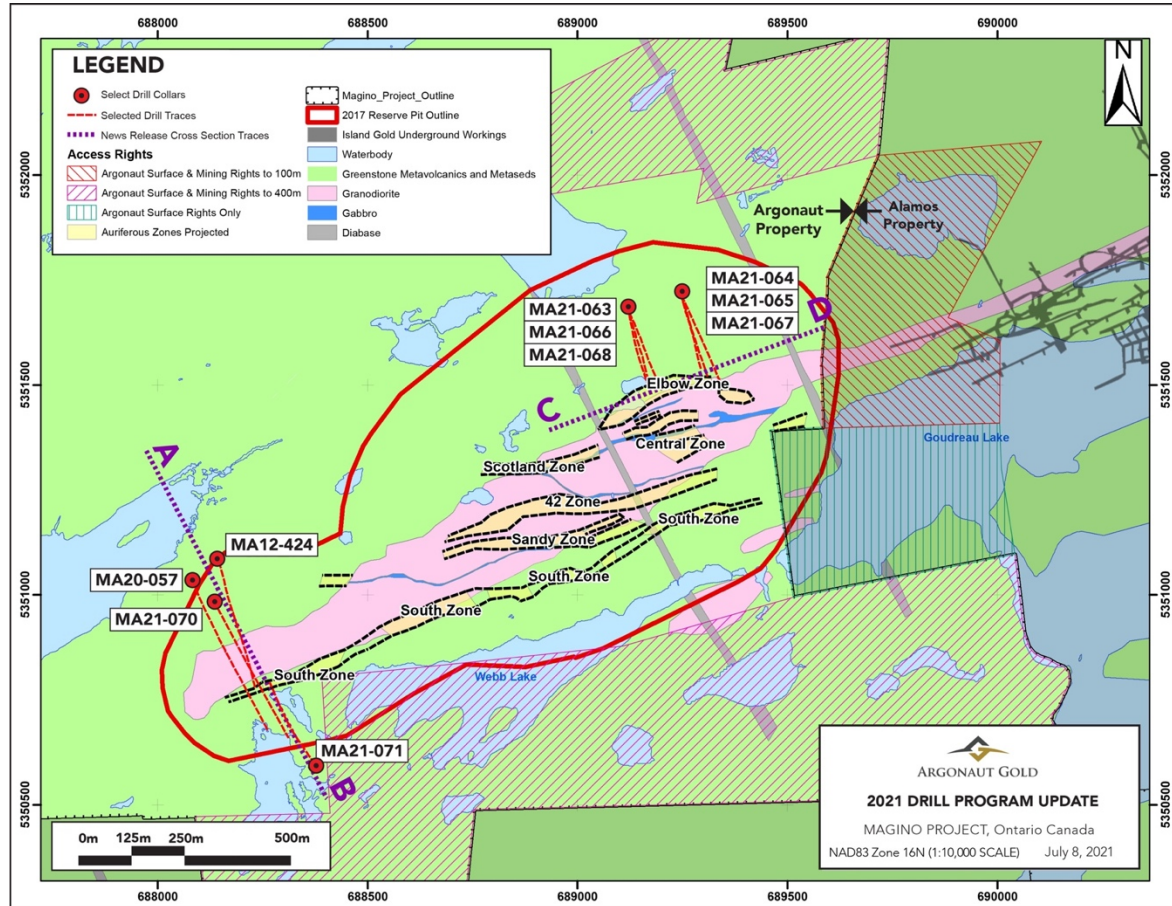 688000
688500
689000
689500
690000
LEGEND
Select Drill Collars
Selected Drill Traces
News Release Cross Section Traces
Access Rights
Argonaut Surface & Mining Rights to 100m
Argonaut Surface & Mining Rights to 400m
Argonaut Surface Rights Only
Auriferous Zones Projected
Magino_Project_Outline
2017 Reserve Pit Outline
Island Gold Underground Workings
Waterbody
Greenstone Metavolcanics and Metaseds
Granodiorite
Gabbro
Diabase
N
5352000
5352000
Argonaut
Property
Alamos
Property
MA21-063
MA21-066
MA21-068
MA21-064
MA21-065
MA21-067
D
5351500
5351500
Elbow Zone
C
Central Zone
Goudreau Lake
A
Scotland Zone
42 Zone
South Zone
Sandy Zone
MA12-424
MA20-057
MA21-070
South Zone
South Zone
South Zone
5351000
5351000
Webb Lake
MA21-071
B
5350500
5350500
0m
125m
250m
500m
ARGONAUT GOLD
2021 DRILL PROGRAM UPDATE
MAGINO PROJECT, Ontario Canada
NAD83 Zone 16N (1:10,000 SCALE)
July 8, 2021
688000
688500
689000
689500
690000